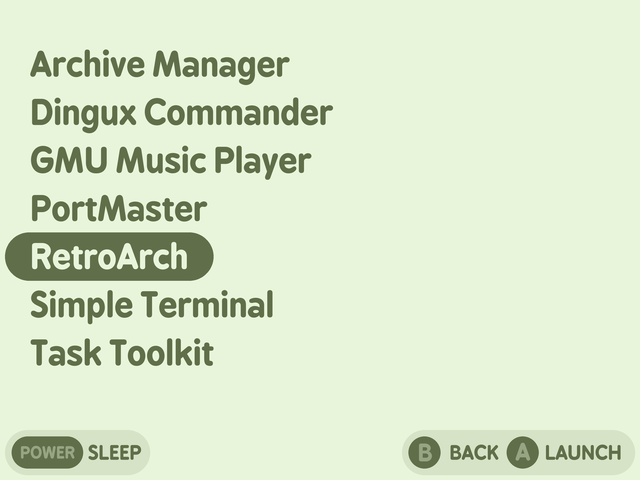 Archive Manager
Dingux Commander
GMU Music Player
PortMaster
RetroArch
Simple Terminal
Task Toolkit
POWER SLEEP B BACK A LAUNCH